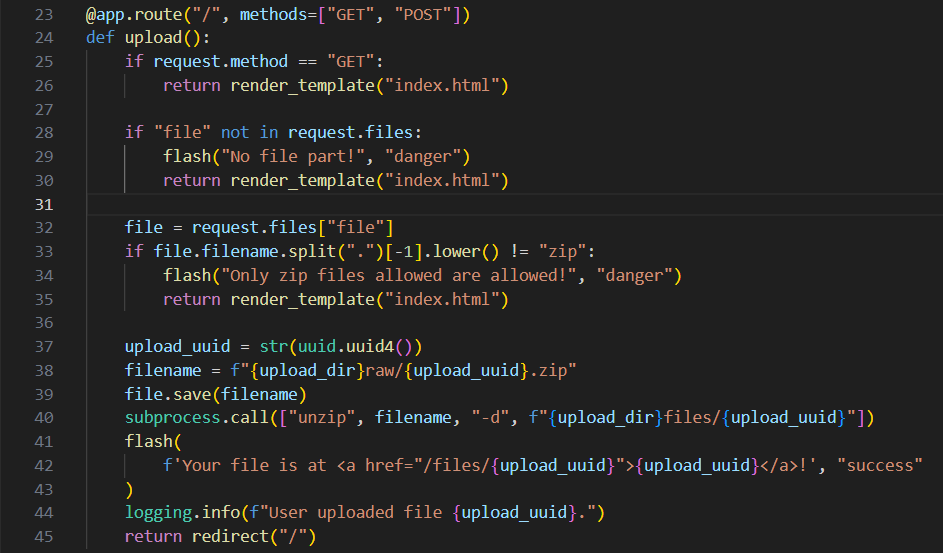 23 @app.route("/", methods=["GET", "POST"])
24 def upload():
25     if request.method == "GET":
26         return render_template("index.html")
27
28     if "file" not in request.files:
29         flash("No file part!", "danger")
30         return render_template("index.html")
31
32     file = request.files["file"]
33     if file.filename.split(".")[-1].lower() != "zip":
34         flash("Only zip files allowed are allowed!", "danger")
35         return render_template("index.html")
36
37     upload_uuid = str(uuid.uuid4())
38     filename = f"{upload_dir}raw/{upload_uuid}.zip"
39     file.save(filename)
40     subprocess.call(["unzip", filename, "-d", f"{upload_dir}files/{upload_uuid}"])
41     flash(
42         f'Your file is at <a href="/files/{upload_uuid}">{upload_uuid}</a>!', "success"
43     )
44     logging.info(f"User uploaded file {upload_uuid}.")
45     return redirect("/")